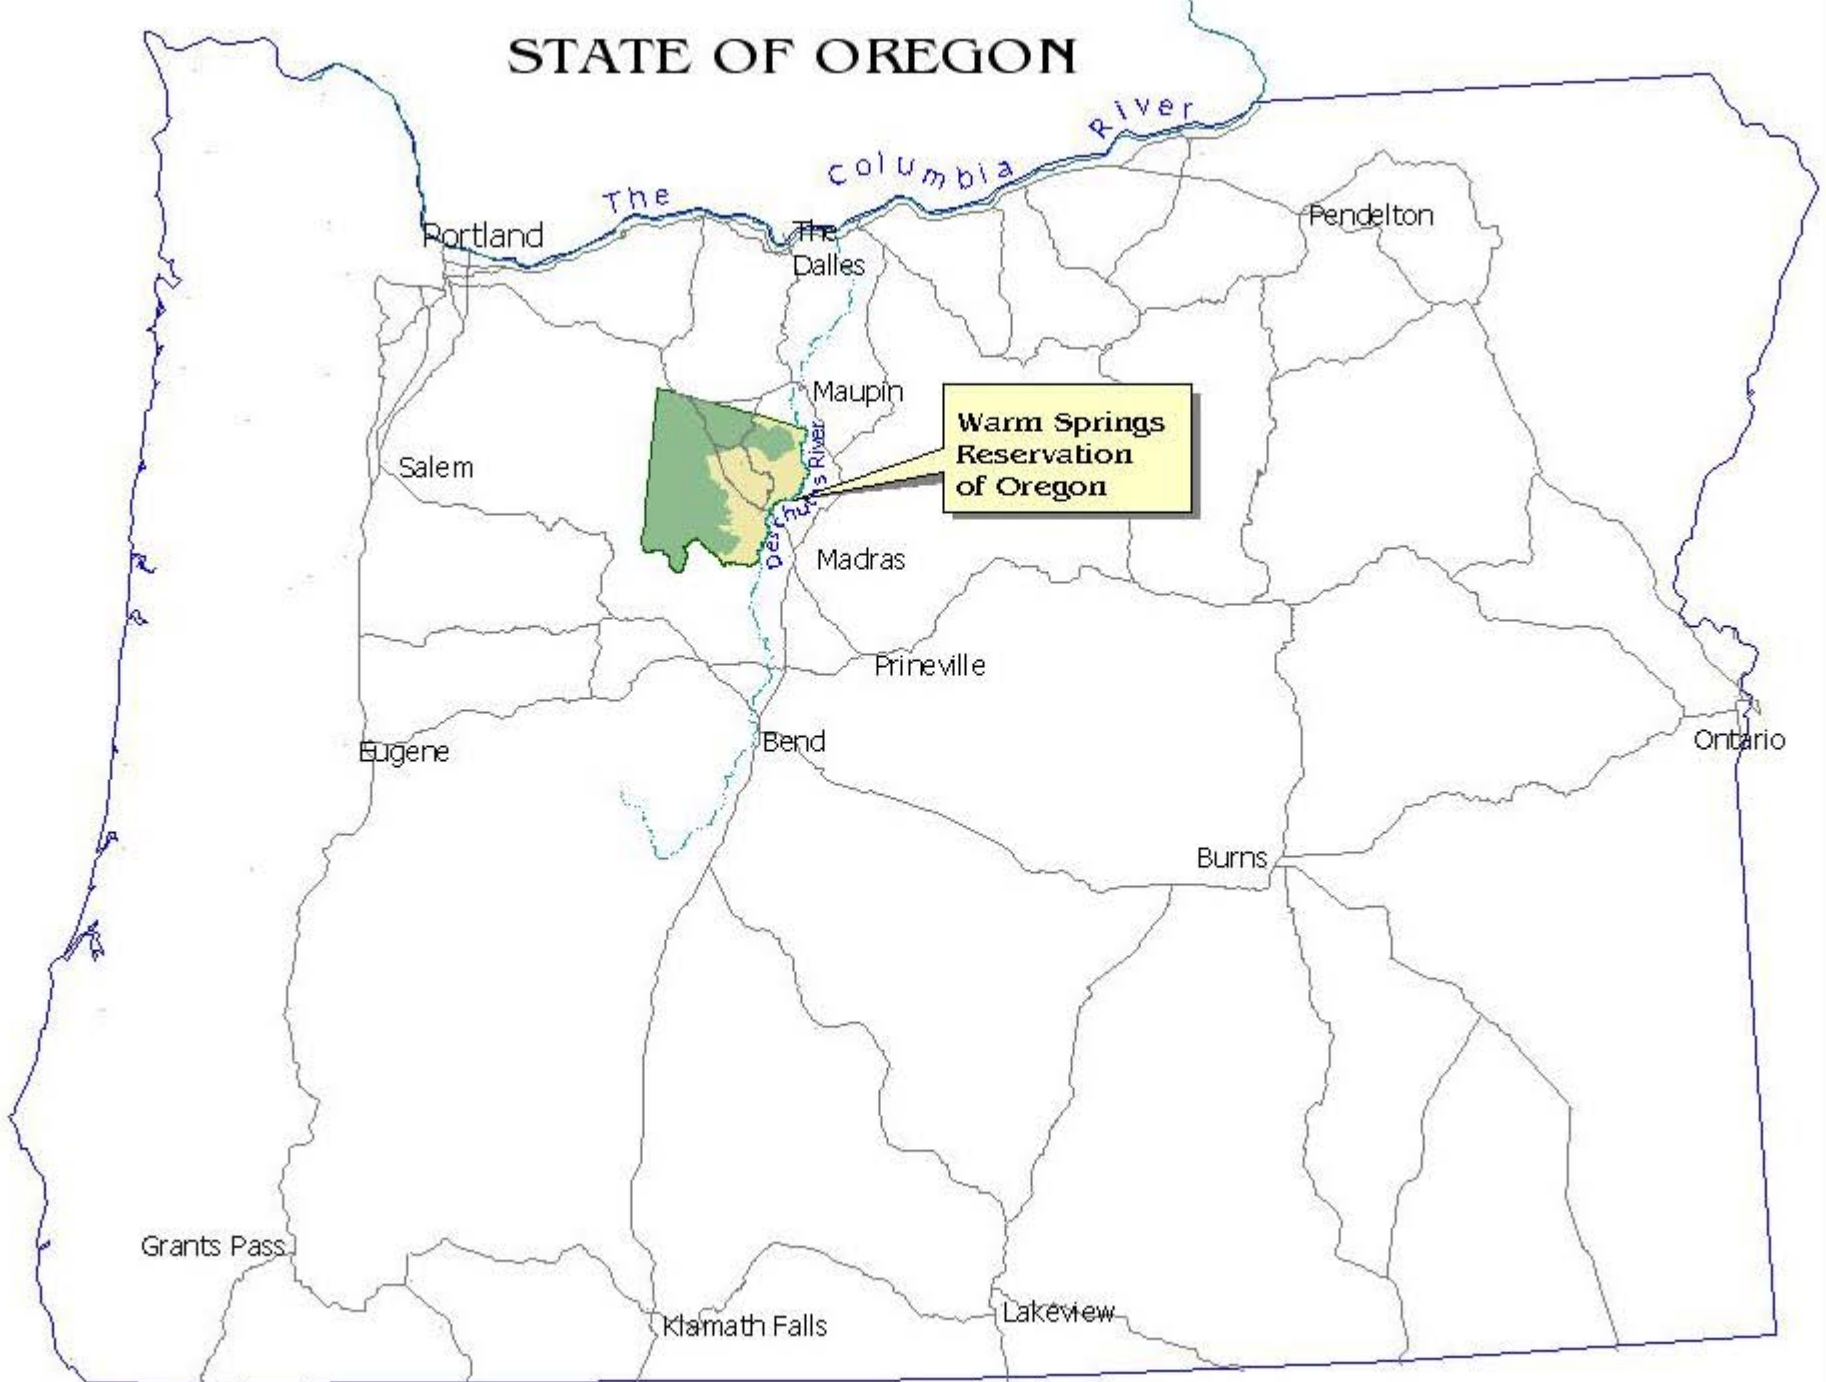 STATE OF OREGON
The Columbia River
Portland
The
Dalles
Pendelton
Maupin
Warm Springs
Reservation
of Oregon
Salem
Deschutes River
Madras
Prineville
Bend
Eugene
Ontario
Burns
Grants Pass
Klamath Falls
Lakeview